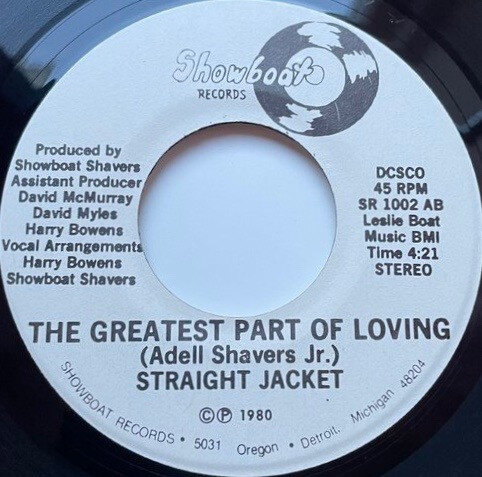 Showboat
RECORDS
Produced by
Showboat Shavers
Assistant Producer
David McMurray
David Myles
Harry Bowens
Vocal Arrangements
Harry Bowens
Showboat Shavers
DCSCO
45 RPM
SR 1002 AB
Leslie Boat
Music BMI
Time 4:21
STEREO
THE GREATEST PART OF LOVING
(Adell Shavers Jr.)
STRAIGHT JACKET
©℗ 1980
SHOWBOAT RECORDS • 5031 Oregon • Detroit, Michigan 48204